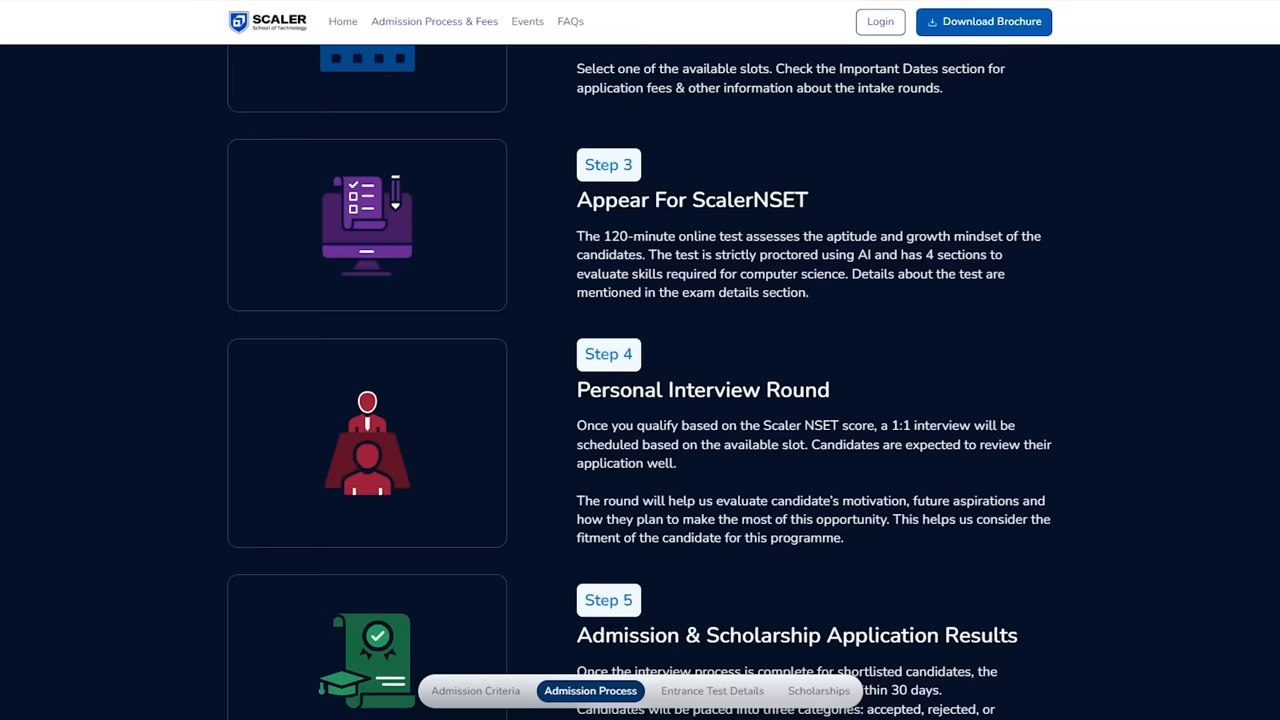 SCALER
School of Technology
Home
Admission Process & Fees
Events
FAQs
Login
Download Brochure
Select one of the available slots. Check the Important Dates section for
application fees & other information about the intake rounds.
Step 3
Appear For ScalerNSET
The 120-minute online test assesses the aptitude and growth mindset of the
candidates. The test is strictly proctored using AI and has 4 sections to
evaluate skills required for computer science. Details about the test are
mentioned in the exam details section.
Step 4
Personal Interview Round
Once you qualify based on the Scaler NSET score, a 1:1 interview will be
scheduled based on the available slot. Candidates are expected to review their
application well.
The round will help us evaluate candidate's motivation, future aspirations and
how they plan to make the most of this opportunity. This helps us consider the
fitment of the candidate for this programme.
Step 5
Admission & Scholarship Application Results
Once the interview process is complete for shortlisted candidates, the
30 days.
Candidates will be placed into three categories: accepted, rejected, or
Admission Criteria
Admission Process
Entrance Test Details
Scholarships